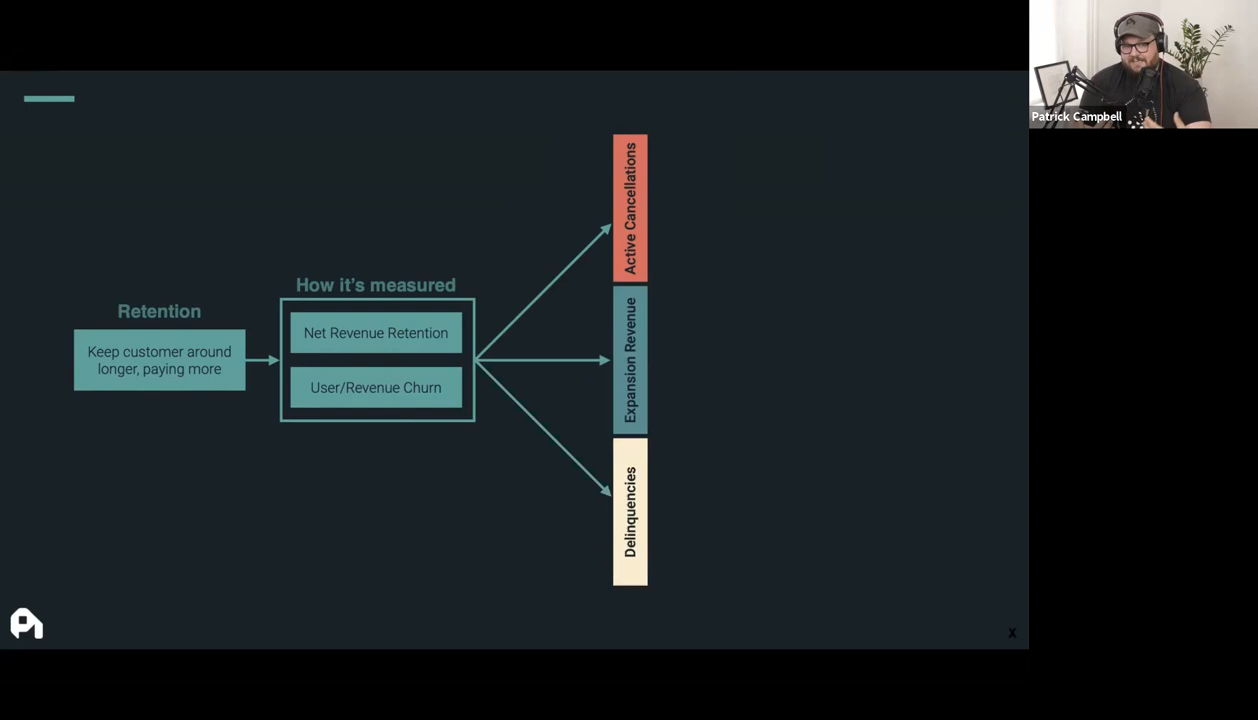 Patrick Campbell
Retention
Keep customer around
longer, paying more
How it's measured
Net Revenue Retention
User/Revenue Churn
Active Cancellations
Expansion Revenue
Delinquencies
X